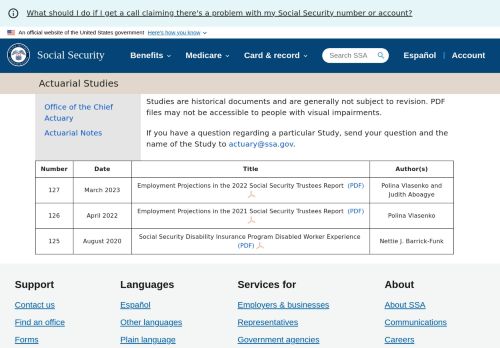 What should I do if I get a call claiming there's a problem with my Social Security number or account?
An official website of the United States government Here's how you know
Social Security
Benefits
Medicare
Card & record
Search SSA
Español
Account
Actuarial Studies
Office of the Chief
Actuary
Actuarial Notes
Studies are historical documents and are generally not subject to revision. PDF
files may not be accessible to people with visual impairments.
If you have a question regarding a particular Study, send your question and the
name of the Study to actuary@ssa.gov.
Number Date Title Author(s)
127 March 2023 Employment Projections in the 2022 Social Security Trustees Report (PDF) Polina Vlasenko and
Judith Aboagye
126 April 2022 Employment Projections in the 2021 Social Security Trustees Report (PDF) Polina Vlasenko
125 August 2020 Social Security Disability Insurance Program Disabled Worker Experience
(PDF) Nettie J. Barrick-Funk
Support
Contact us
Find an office
Forms
Languages
Español
Other languages
Plain language
Services for
Employers & businesses
Representatives
Government agencies
About
About SSA
Communications
Careers